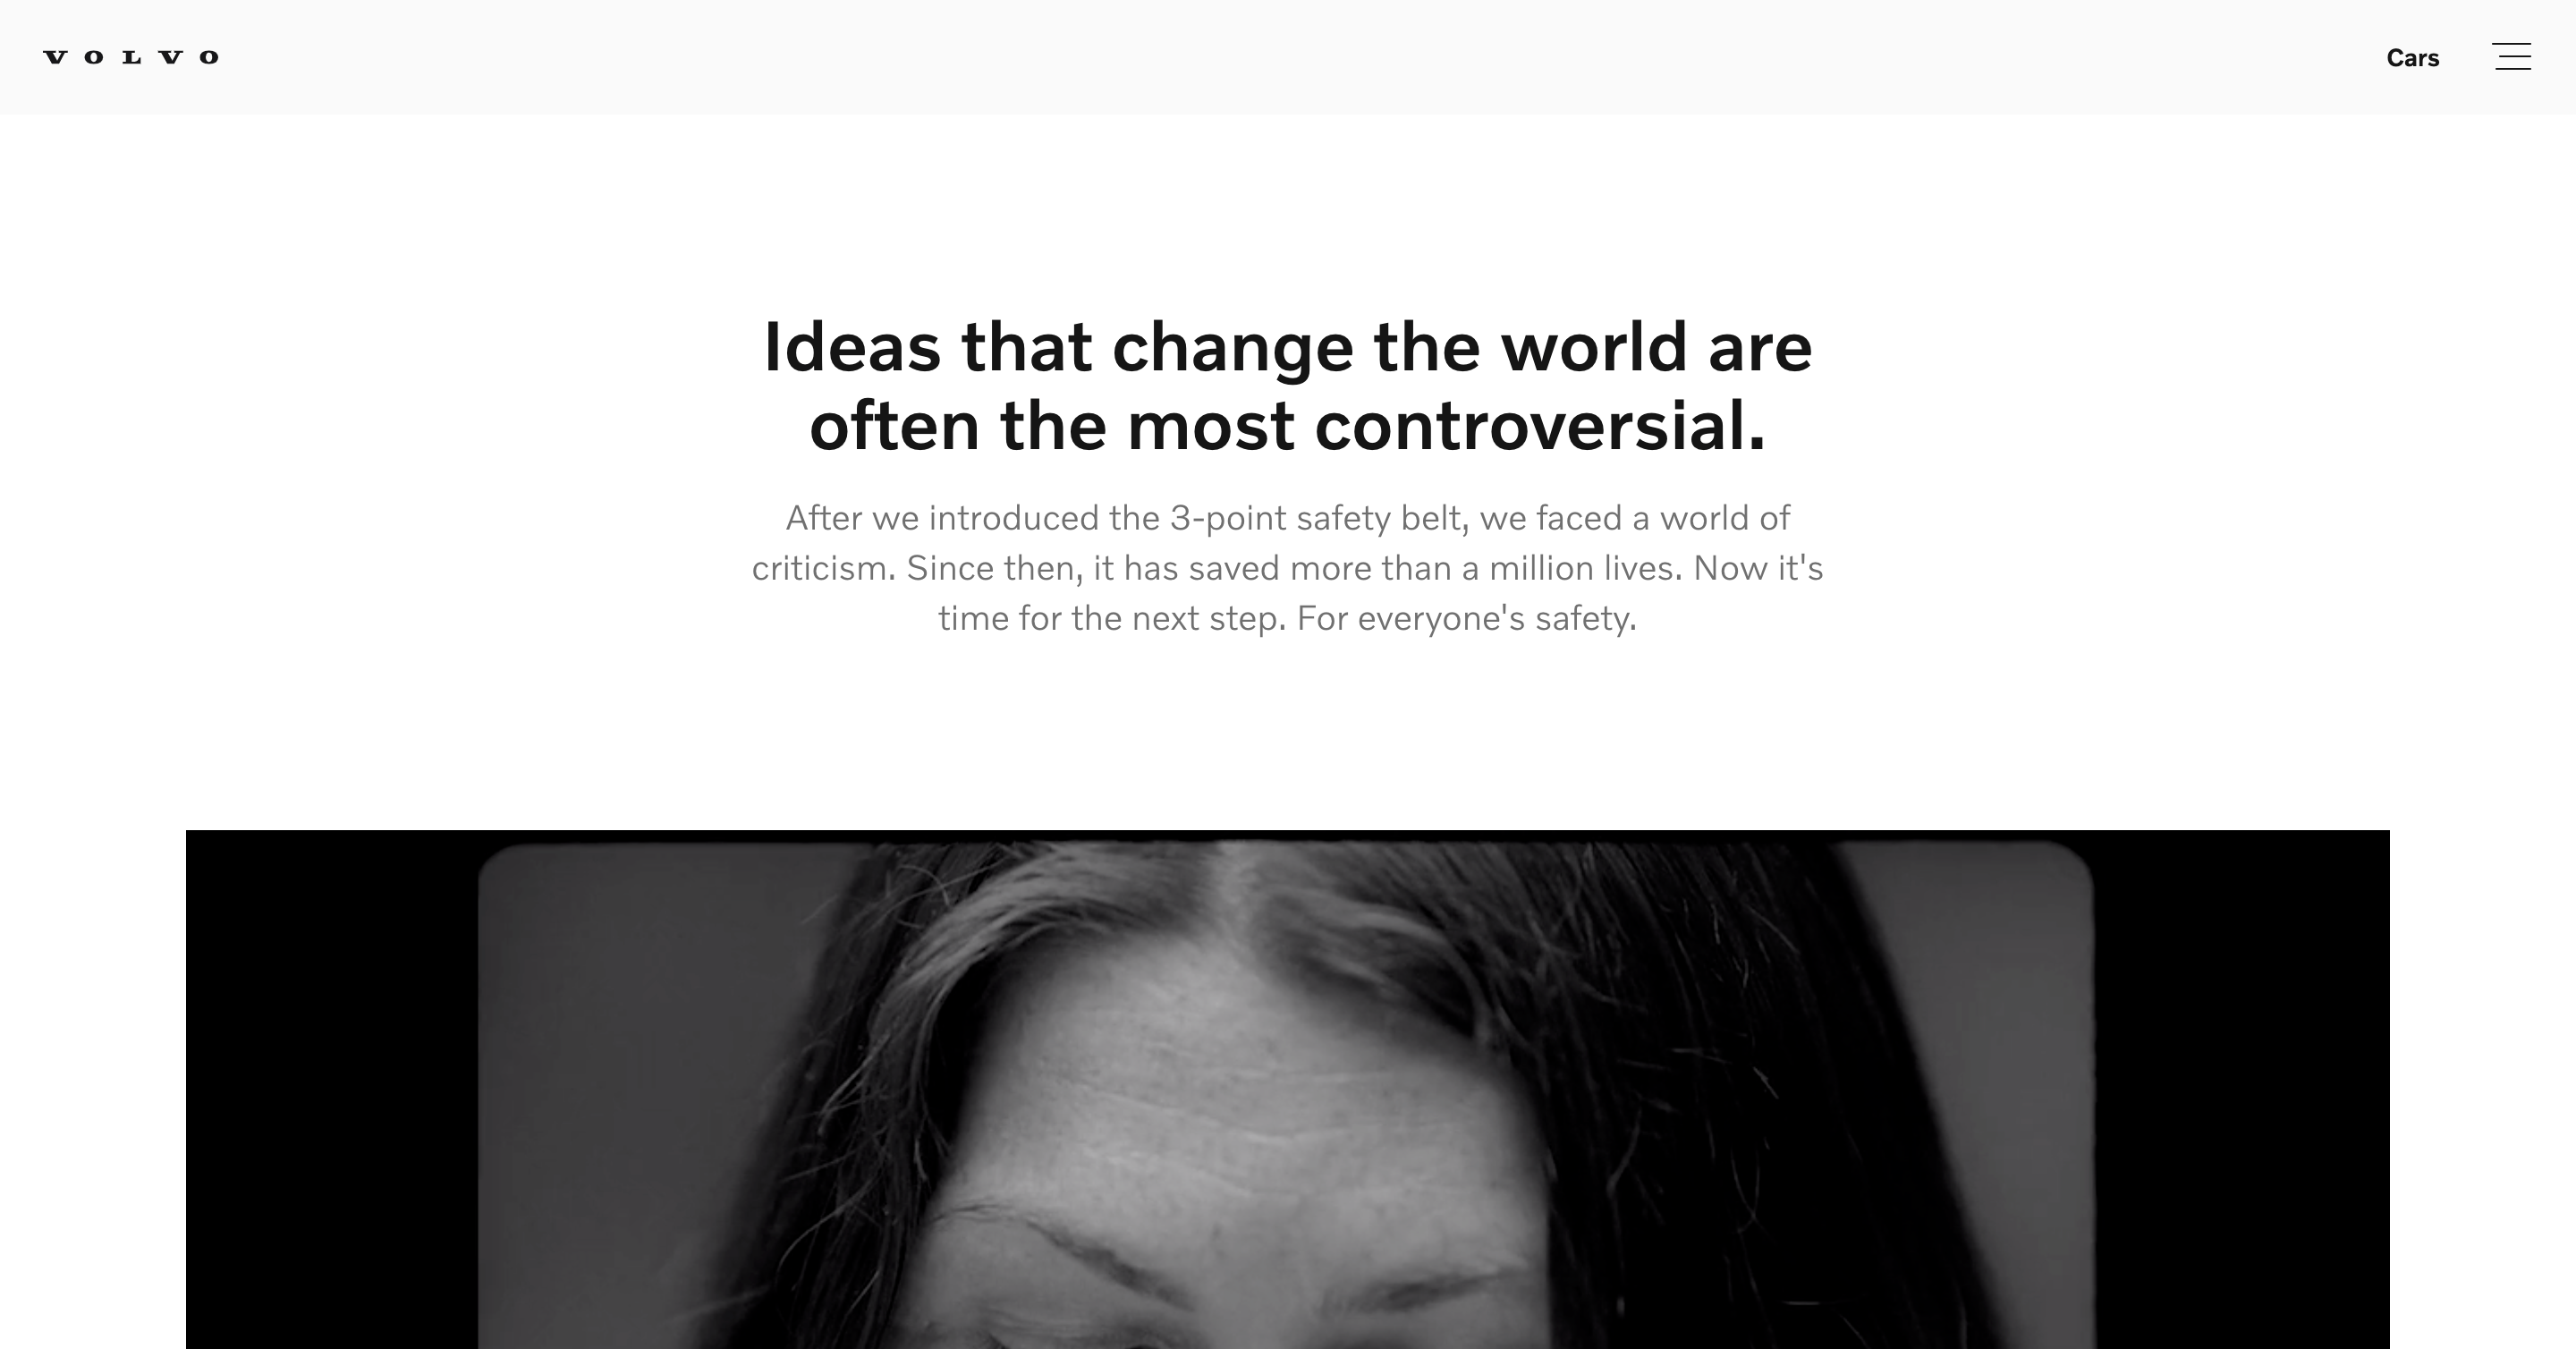 VOLVO
Cars
Ideas that change the world are
often the most controversial.
After we introduced the 3-point safety belt, we faced a world of
criticism. Since then, it has saved more than a million lives. Now it's
time for the next step. For everyone's safety.